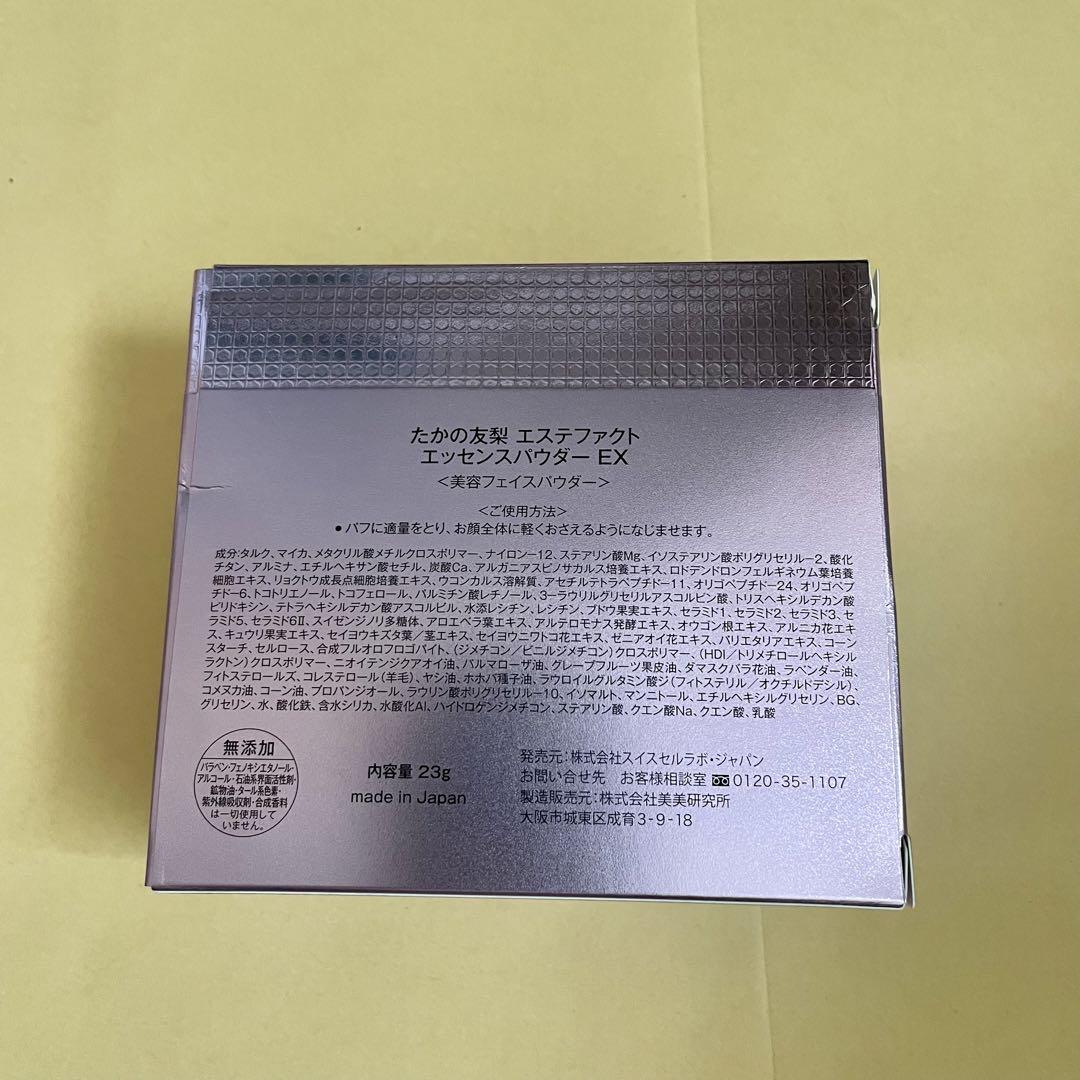 たかの友梨 エステファクト
エッセンスパウダー EX
＜美容フェイスパウダー＞
＜ご使用方法＞
●パフに適量をとり、お顔全体に軽くおさえるようになじませます。
成分:タルク、マイカ、メタクリル酸メチルクロスポリマー、ナイロン-12、ステアリン酸Mg、イソステアリン酸ポリグリセリル-2、酸化
チタン、アルミナ、エチルヘキサン酸セチル、炭酸Ca、アルガニアスピノサカルス培養エキス、ロドデンドロンフェルギネウム葉培養
細胞エキス、リョクトウ成長点細胞培養エキス、ウコンカルス溶解質、アセチルテトラペプチド-11、オリゴペプチド-24、オリゴペ
プチド-6、トコトリエノール、トコフェロール、パルミチン酸レチノール、3-ラウリルグリセリルアスコルビン酸、トリスヘキシルデカン酸
ピリドキシン、テトラヘキシルデカン酸アスコルビル、水添レシチン、レシチン、ブドウ果実エキス、セラミド1、セラミド2、セラミド3、セ
ラミド5、セラミド6Ⅱ、スイゼンジノリ多糖体、アロエベラ葉エキス、アルテロモナス発酵エキス、オウゴン根エキス、アルニカ花エキ
ス、キュウリ果実エキス、セイヨウキズタ葉/茎エキス、セイヨウニワトコ花エキス、ゼニアオイ花エキス、パリエタリアエキス、コーン
スターチ、セルロース、合成フルオロフロゴパイト、(ジメチコン/ビニルジメチコン)クロスポリマー、(HDI/トリメチロールヘキシル
ラクトン)クロスポリマー、ニオイテンジクアオイ油、パルマローザ油、グレープフルーツ果皮油、ダマスクバラ花油、ラベンダー油、
フィトステロールズ、コレステロール(羊毛)、ヤシ油、ホホバ種子油、ラウロイルグルタミン酸ジ(フィトステリル/オクチルドデシル)、
コメヌカ油、コーン油、プロパンジオール、ラウリン酸ポリグリセリル-10、イソマルト、マンニトール、エチルヘキシルグリセリン、BG、
グリセリン、水、酸化鉄、含水シリカ、水酸化Al、ハイドロゲンジメチコン、ステアリン酸、クエン酸Na、クエン酸、乳酸
無添加
パラベン・フェノキシエタノール・
アルコール・石油系界面活性剤・
鉱物油・タール系色素・
紫外線吸収剤・合成香料
は一切使用して
いません。
内容量 23g
made in Japan
発売元：株式会社スイスセルラボ・ジャパン
お問い合せ先 お客様相談室 0120-35-1107
製造販売元：株式会社美美研究所
大阪市城東区成育3-9-18